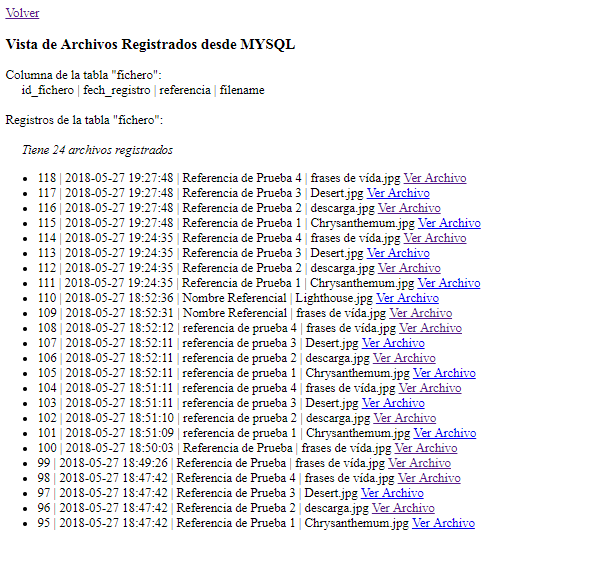 Volver
Vista de Archivos Registrados desde MYSQL
Columna de la tabla "fichero":
id_fichero | fech_registro | referencia | filename
Registros de la tabla "fichero":
Tiene 24 archivos registrados
118 | 2018-05-27 19:27:48 | Referencia de Prueba 4 | frases de vída.jpg Ver Archivo
117 | 2018-05-27 19:27:48 | Referencia de Prueba 3 | Desert.jpg Ver Archivo
116 | 2018-05-27 19:27:48 | Referencia de Prueba 2 | descarga.jpg Ver Archivo
115 | 2018-05-27 19:27:48 | Referencia de Prueba 1 | Chrysanthemum.jpg Ver Archivo
114 | 2018-05-27 19:24:35 | Referencia de Prueba 4 | frases de vída.jpg Ver Archivo
113 | 2018-05-27 19:24:35 | Referencia de Prueba 3 | Desert.jpg Ver Archivo
112 | 2018-05-27 19:24:35 | Referencia de Prueba 2 | descarga.jpg Ver Archivo
111 | 2018-05-27 19:24:35 | Referencia de Prueba 1 | Chrysanthemum.jpg Ver Archivo
110 | 2018-05-27 18:52:36 | Nombre Referencial | Lighthouse.jpg Ver Archivo
109 | 2018-05-27 18:52:31 | Nombre Referencial | frases de vída.jpg Ver Archivo
108 | 2018-05-27 18:52:12 | referencia de prueba 4 | frases de vída.jpg Ver Archivo
107 | 2018-05-27 18:52:11 | referencia de prueba 3 | Desert.jpg Ver Archivo
106 | 2018-05-27 18:52:11 | referencia de prueba 2 | descarga.jpg Ver Archivo
105 | 2018-05-27 18:52:11 | referencia de prueba 1 | Chrysanthemum.jpg Ver Archivo
104 | 2018-05-27 18:51:11 | referencia de prueba 4 | frases de vída.jpg Ver Archivo
103 | 2018-05-27 18:51:11 | referencia de prueba 3 | Desert.jpg Ver Archivo
102 | 2018-05-27 18:51:10 | referencia de prueba 2 | descarga.jpg Ver Archivo
101 | 2018-05-27 18:51:09 | referencia de prueba 1 | Chrysanthemum.jpg Ver Archivo
100 | 2018-05-27 18:50:03 | Referencia de Prueba | frases de vída.jpg Ver Archivo
99 | 2018-05-27 18:49:26 | Referencia de Prueba | frases de vída.jpg Ver Archivo
98 | 2018-05-27 18:47:42 | Referencia de Prueba 4 | frases de vída.jpg Ver Archivo
97 | 2018-05-27 18:47:42 | Referencia de Prueba 3 | Desert.jpg Ver Archivo
96 | 2018-05-27 18:47:42 | Referencia de Prueba 2 | descarga.jpg Ver Archivo
95 | 2018-05-27 18:47:42 | Referencia de Prueba 1 | Chrysanthemum.jpg Ver Archivo